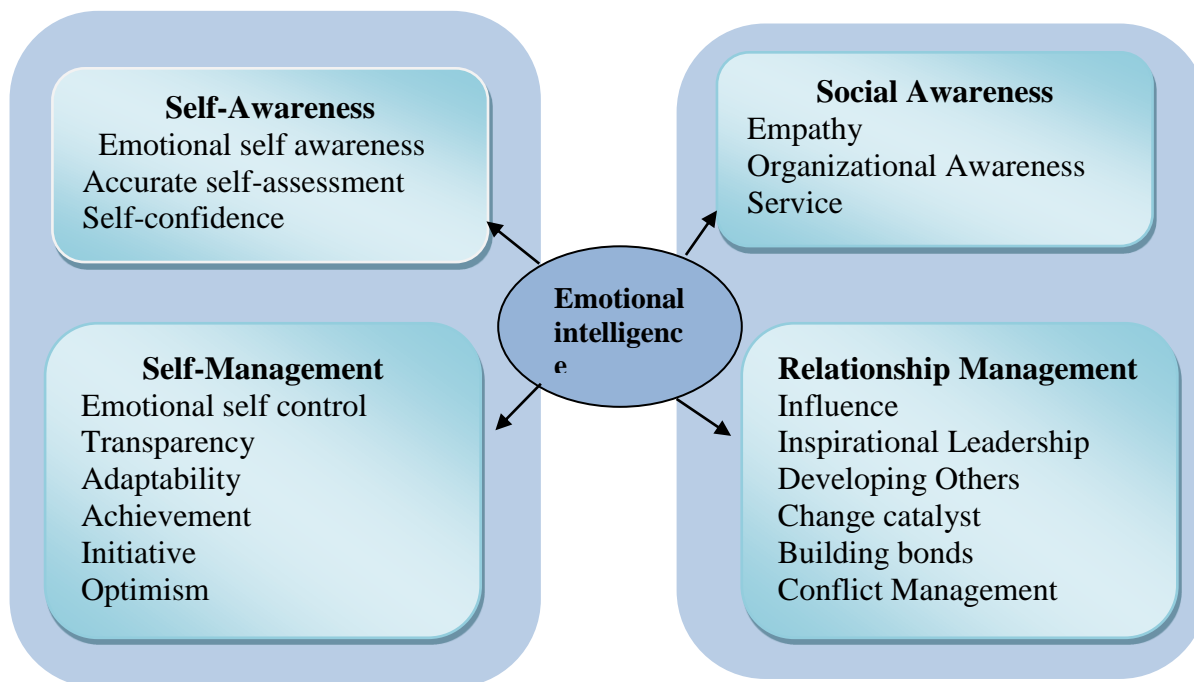 Self-Awareness
Emotional self awareness
Accurate self-assessment
Self-confidence
Social Awareness
Empathy
Organizational Awareness
Service
Emotional
intelligenc
e
Self-Management
Emotional self control
Transparency
Adaptability
Achievement
Initiative
Optimism
Relationship Management
Influence
Inspirational Leadership
Developing Others
Change catalyst
Building bonds
Conflict Management